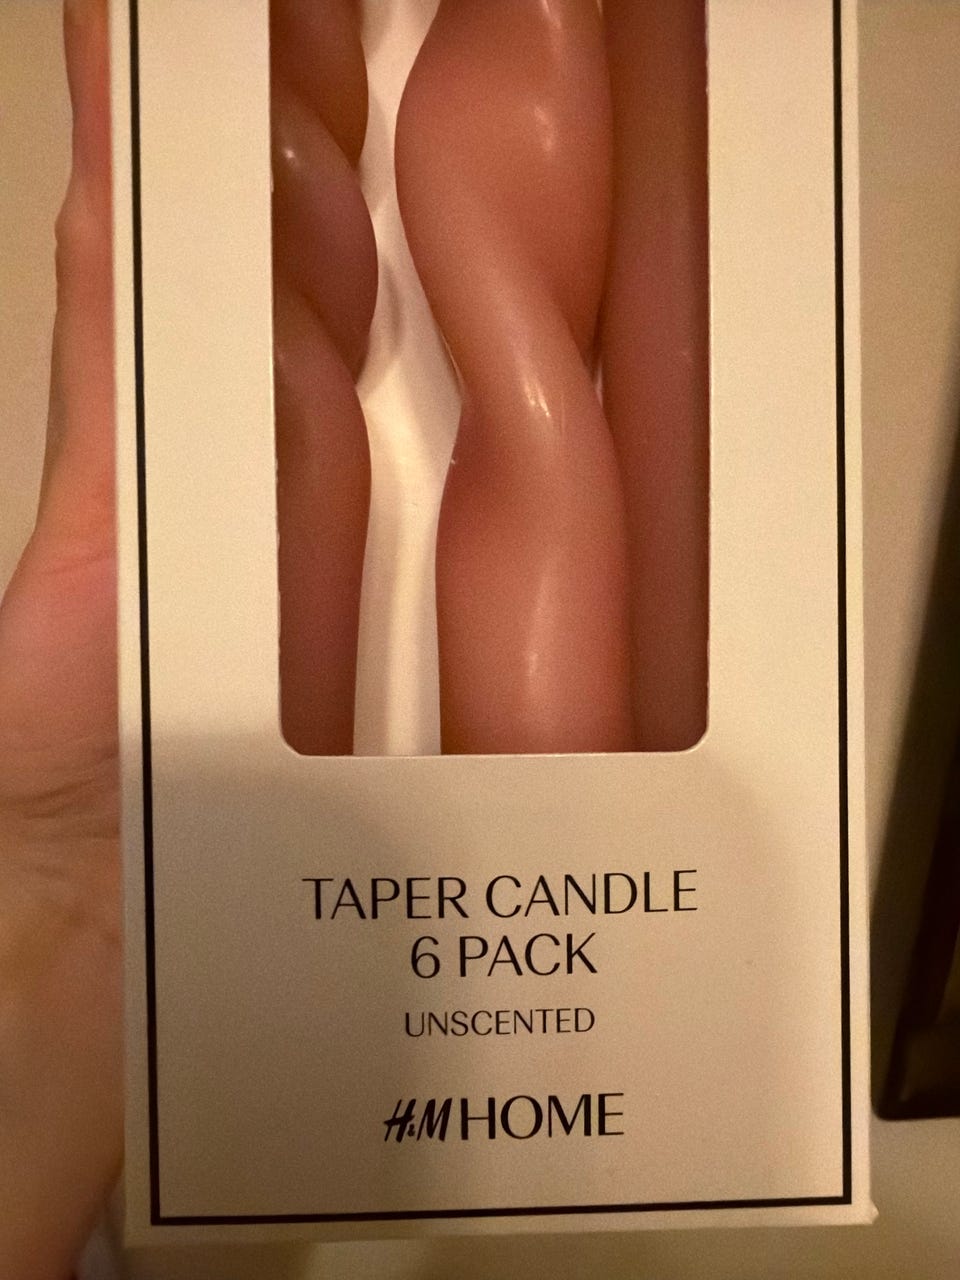 TAPER CANDLE
6 PACK
UNSCENTED
H&M HOME